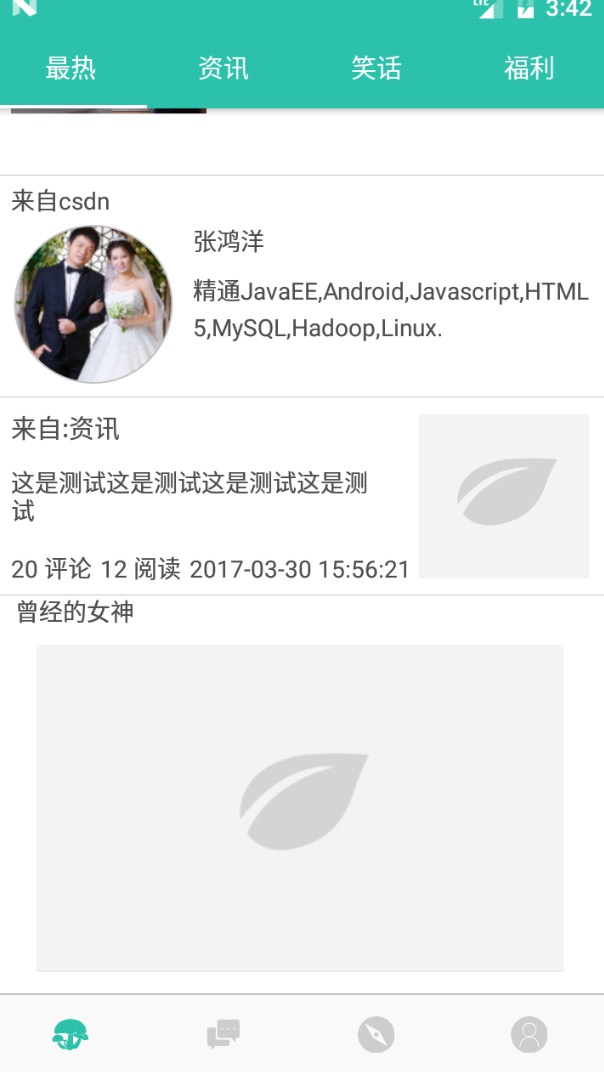 LTE 3:42
最热 资讯 笑话 福利
来自csdn
张鸿洋
精通JavaEE,Android,Javascript,HTML
5,MySQL,Hadoop,Linux.
来自:资讯
这是测试这是测试这是测试这是测
试
20 评论 12 阅读 2017-03-30 15:56:21
曾经的女神